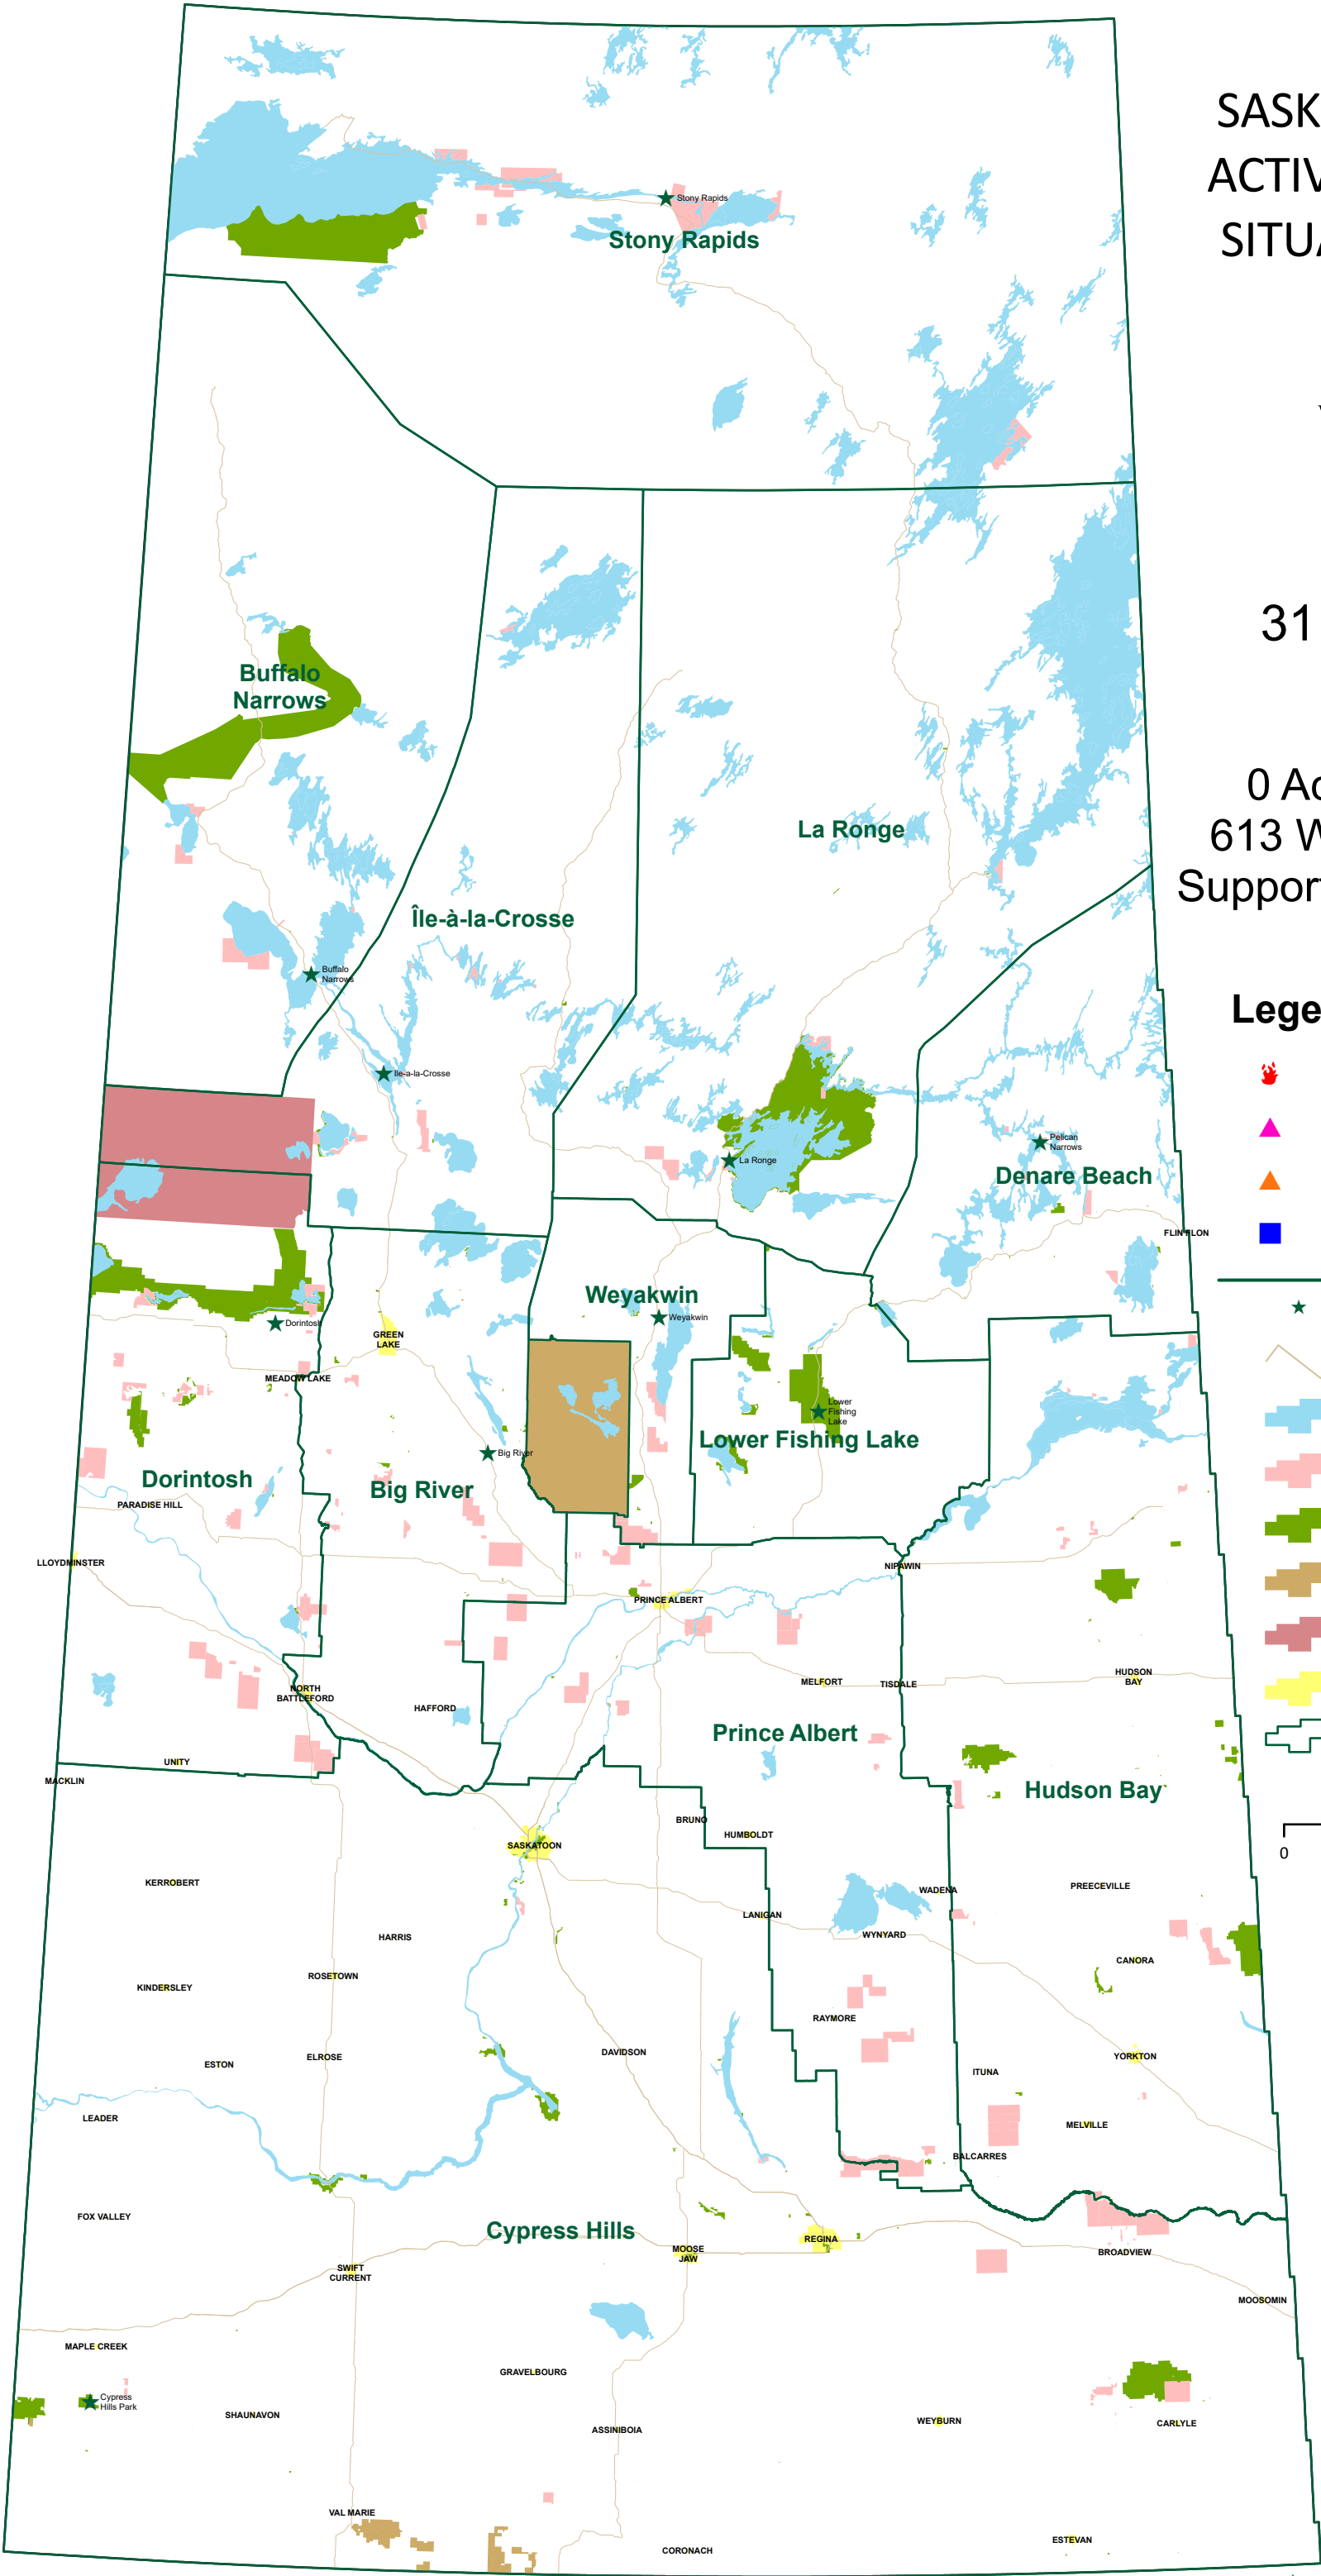 SASK
ACTIV
SITUA
31
0 Ac
613 W
Support
Lege
0
Stony Rapids
Stony Rapids
Buffalo
Narrows
La Ronge
Île-à-la-Crosse
Buffalo
Narrows
Ile-a-la-Crosse
Pelican
Narrows
La Ronge
Denare Beach
FLIN FLON
Weyakwin
Weyakwin
Dorintosh
GREEN
LAKE
MEADOW LAKE
Lower
Fishing
Lake
Lower Fishing Lake
Big River
Dorintosh
Big River
PARADISE HILL
LLOYDMINSTER
NIPAWIN
PRINCE ALBERT
HUDSON
BAY
MELFORT
TISDALE
NORTH
BATTLEFORD
HAFFORD
Prince Albert
UNITY
MACKLIN
Hudson Bay
BRUNO
HUMBOLDT
SASKATOON
KERROBERT
PREECEVILLE
WADENA
LANIGAN
WYNYARD
HARRIS
CANORA
ROSETOWN
KINDERSLEY
RAYMORE
DAVIDSON
YORKTON
ELROSE
ESTON
ITUNA
LEADER
MELVILLE
BALCARRES
FOX VALLEY
Cypress Hills
REGINA
MOOSE
JAW
BROADVIEW
SWIFT
CURRENT
MOOSOMIN
MAPLE CREEK
GRAVELBOURG
Cypress
Hills Park
SHAUNAVON
WEYBURN
CARLYLE
ASSINIBOIA
VAL MARIE
ESTEVAN
CORONACH